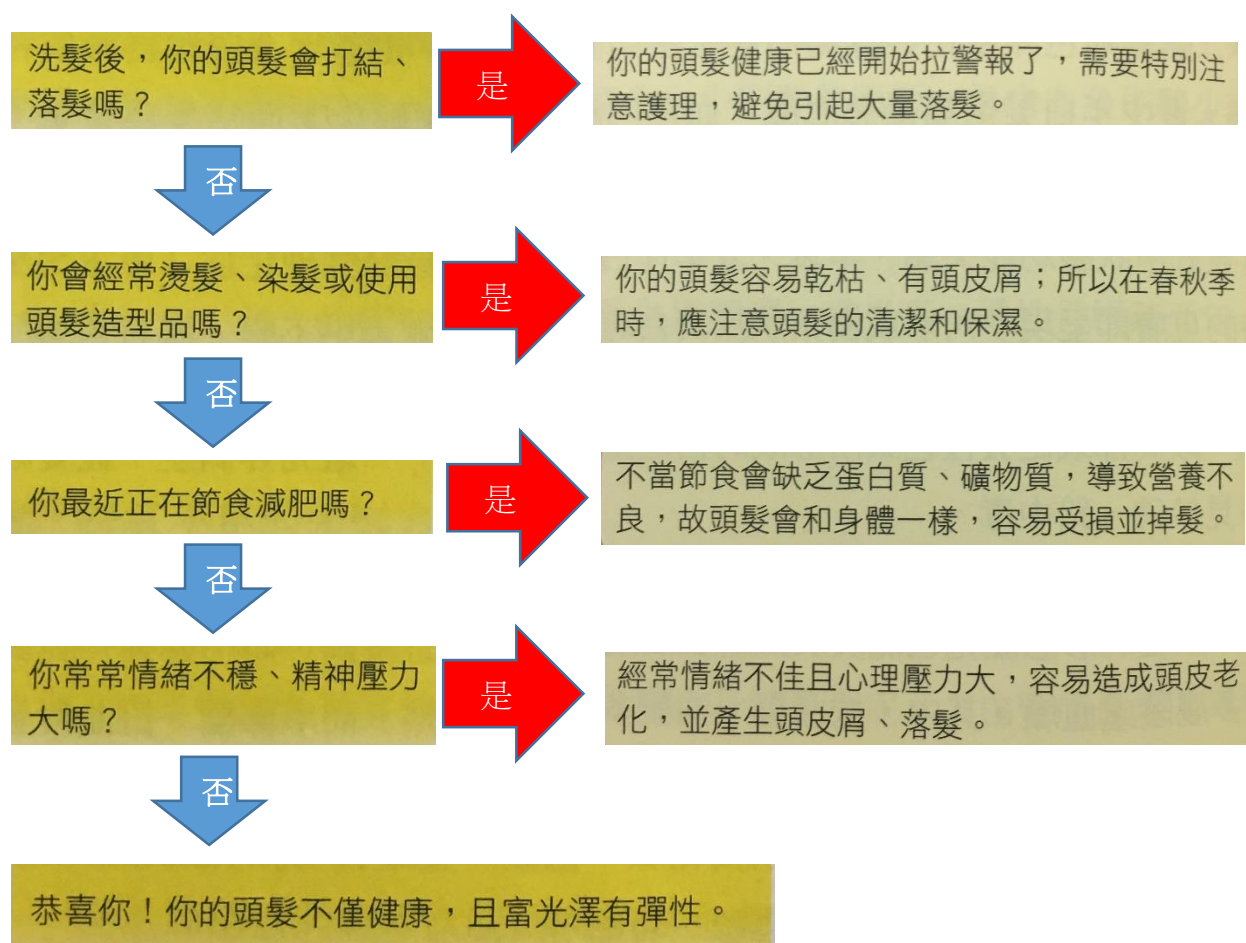 洗髮後，你的頭髮會打結、
落髮嗎？
是
你的頭髮健康已經開始拉警報了，需要特別注
意護理，避免引起大量落髮。
否
你會經常燙髮、染髮或使用
頭髮造型品嗎？
是
你的頭髮容易乾枯、有頭皮屑；所以在春秋季
時，應注意頭髮的清潔和保濕。
否
你最近正在節食減肥嗎？
是
不當節食會缺乏蛋白質、礦物質，導致營養不
良，故頭髮會和身體一樣，容易受損並掉髮。
否
你常常情緒不穩、精神壓力
大嗎？
是
經常情緒不佳且心理壓力大，容易造成頭皮老
化，並產生頭皮屑、落髮。
否
恭喜你！你的頭髮不僅健康，且富光澤有彈性。